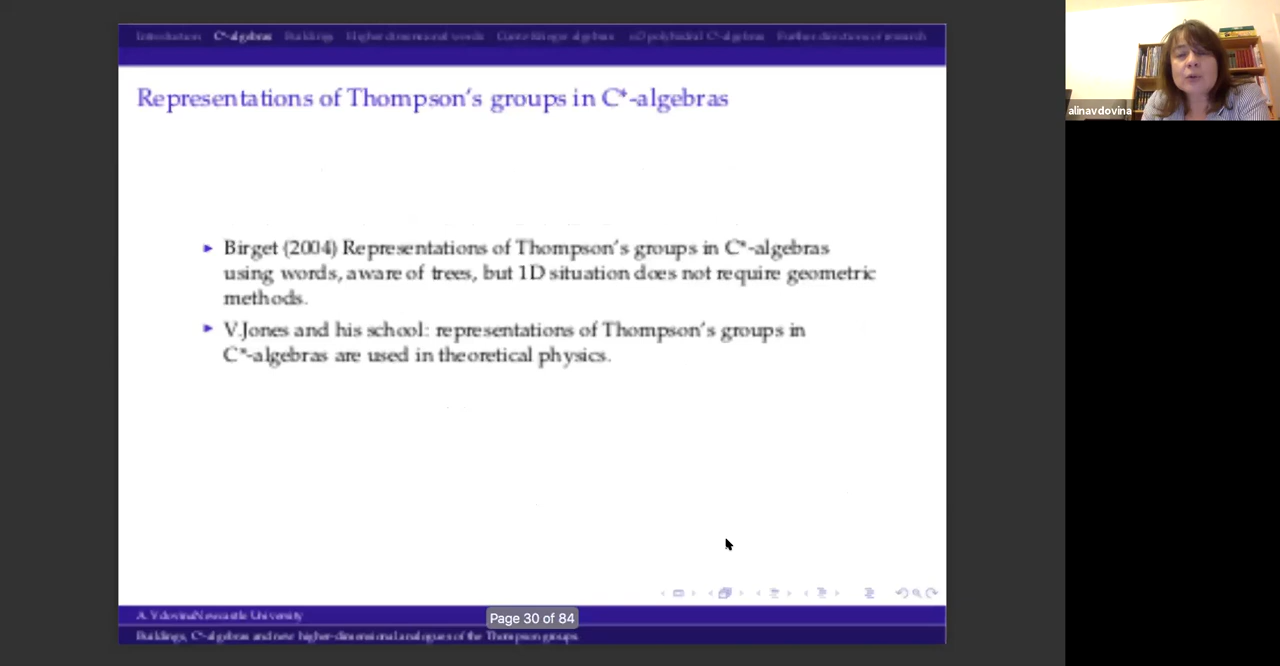 Introduction C*-algebras Buildings Higher dimensional words Cuntz-Krieger algebras nD polyhedral C*-algebras Further directions of research
Representations of Thompson's groups in C*-algebras
Birget (2004) Representations of Thompson's groups in C*-algebras
using words, aware of trees, but 1D situation does not require geometric
methods.
V.Jones and his school: representations of Thompson's groups in
C*-algebras are used in theoretical physics.
A. Vdovina Newcastle University
Page 30 of 84
Buildings, C*-algebras and new higher-dimensional analogues of the Thompson groups
alinavdovina